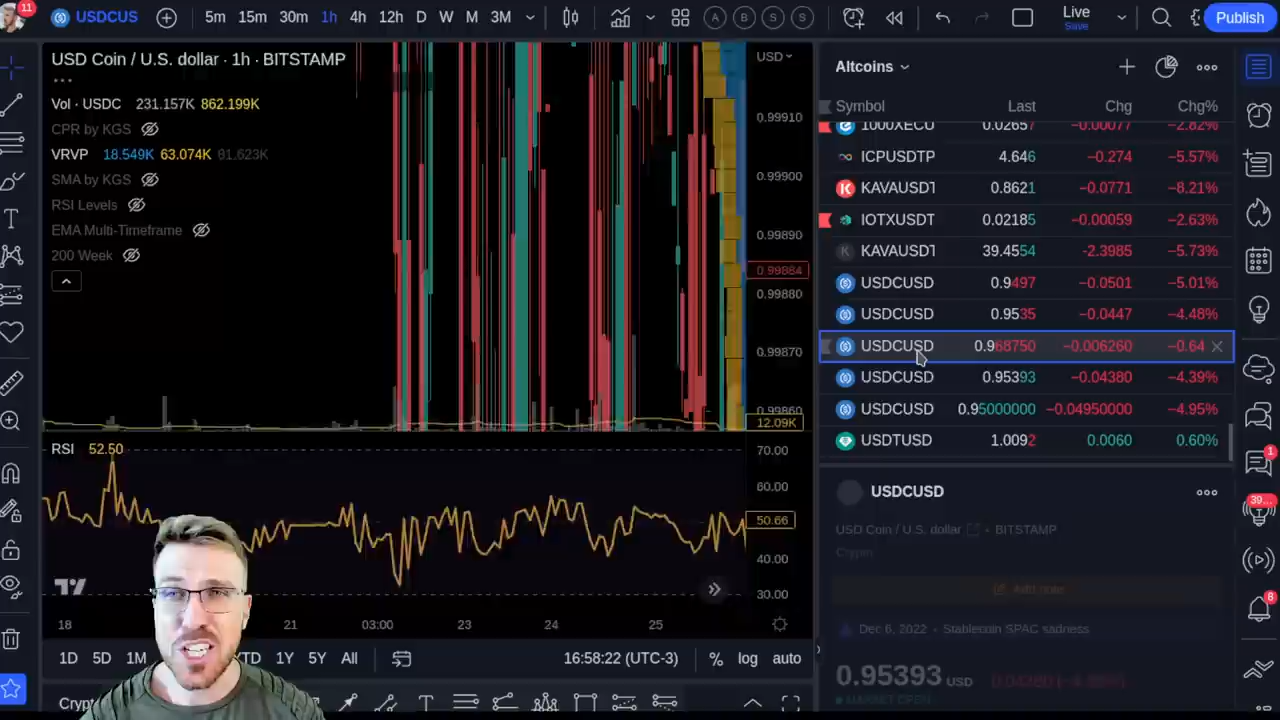 11 USDCUS 5m 15m 30m 1h 4h 12h D W M 3M A B S S Live Save Publish
USD Coin / U.S. dollar · 1h · BITSTAMP
USD
Vol · USDC 231.157K 862.199K
CPR by KGS
VRVP 18.549K 63.074K 81.623K
SMA by KGS
RSI Levels
EMA Multi-Timeframe
200 Week
0.99910
0.99900
0.99890
0.99884
0.99880
0.99870
0.99860
12.09K
RSI 52.50
70.00
60.00
50.66
40.00
30.00
18 21 03:00 23 24 25
1D 5D 1M YTD 1Y 5Y All 16:58:22 (UTC-3) % log auto
Altcoins
Symbol Last Chg Chg%
1000XECU 0.02657 −0.00077 −2.82%
ICPUSDTP 4.646 −0.274 −5.57%
KAVAUSDT 0.8621 −0.0771 −8.21%
IOTXUSDT 0.02185 −0.00059 −2.63%
KAVAUSDT 39.4554 −2.3985 −5.73%
USDCUSD 0.9497 −0.0501 −5.01%
USDCUSD 0.9535 −0.0447 −4.48%
USDCUSD 0.968750 −0.006260 −0.64
USDCUSD 0.95393 −0.04380 −4.39%
USDCUSD 0.95000000 −0.04950000 −4.95%
USDTUSD 1.0092 0.0060 0.60%
USDCUSD
USD Coin / U.S. dollar • BITSTAMP
Crypto
Add note
Dec 6, 2022 • Stablecoin SPAC sadness
0.95393 USD
MARKET OPEN
1
39...
8